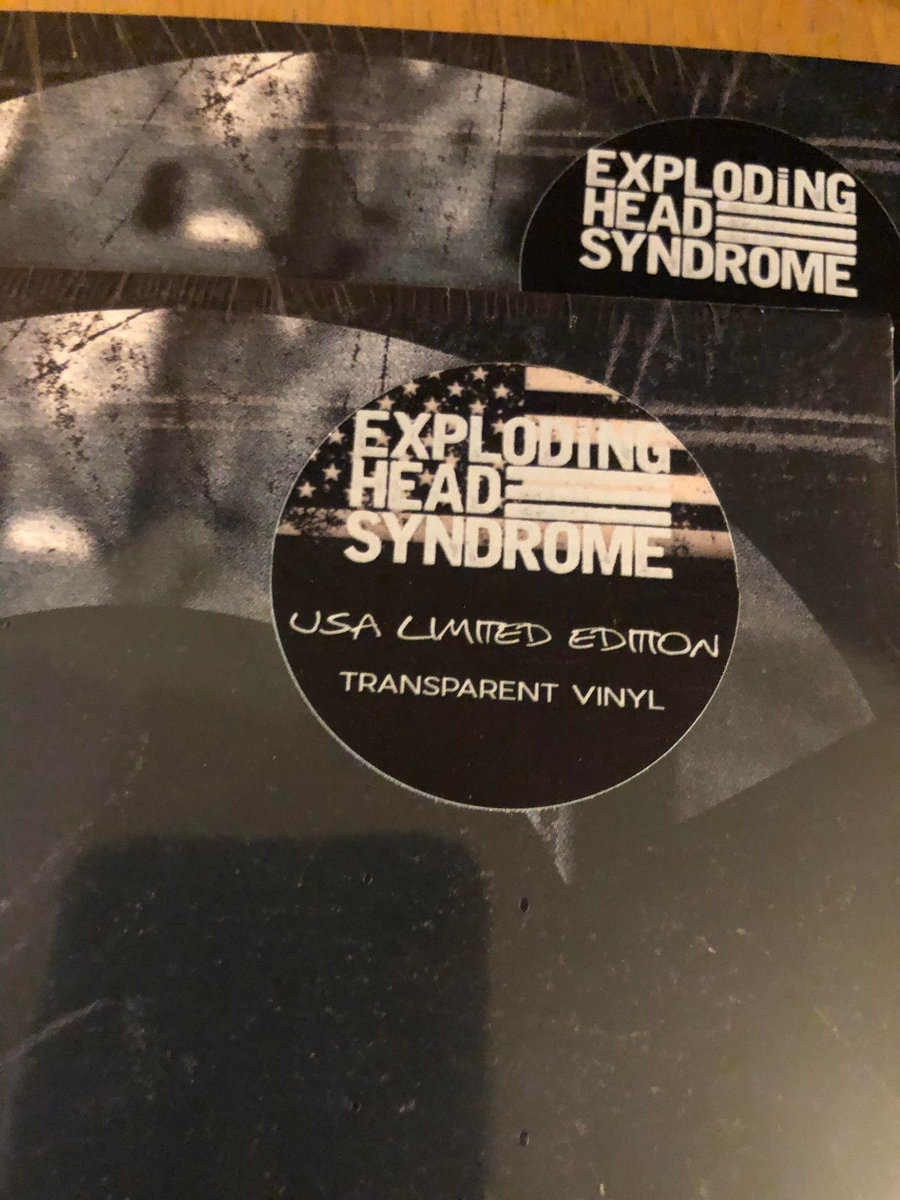 EXPLODiNG
HEAD
SYNDROME
EXPLODiNG
HEAD
SYNDROME
USA LIMITED EDITION
TRANSPARENT VINYL